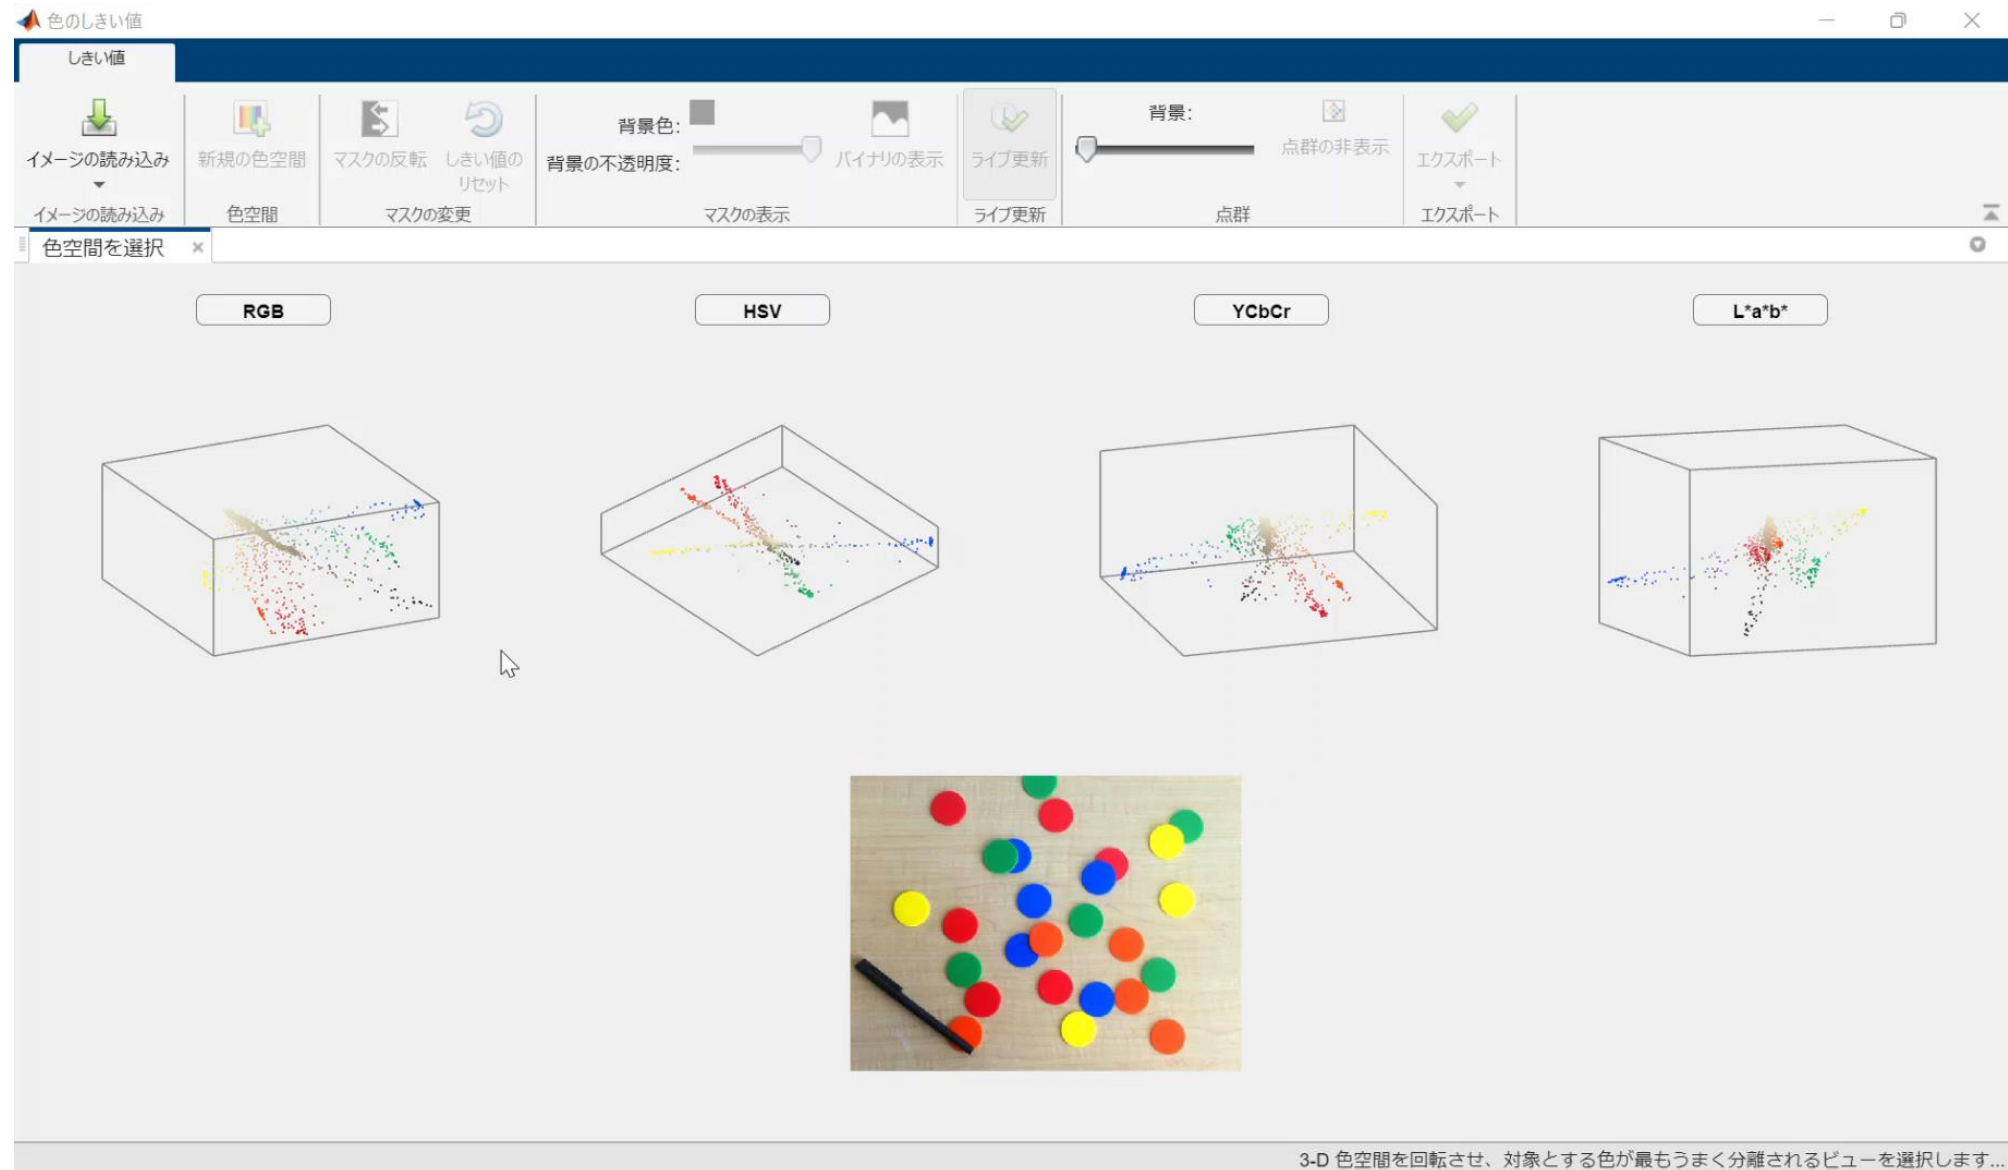 色のしきい値
しきい値
イメージの読み込み
新規の色空間
マスクの反転
しきい値の
リセット
背景色:
背景の不透明度:
バイナリの表示
ライブ更新
背景:
点群の非表示
エクスポート
イメージの読み込み
色空間
マスクの変更
マスクの表示
ライブ更新
点群
エクスポート
色空間を選択
RGB
HSV
YCbCr
L*a*b*
3-D 色空間を回転させ、対象とする色が最もうまく分離されるビューを選択します...